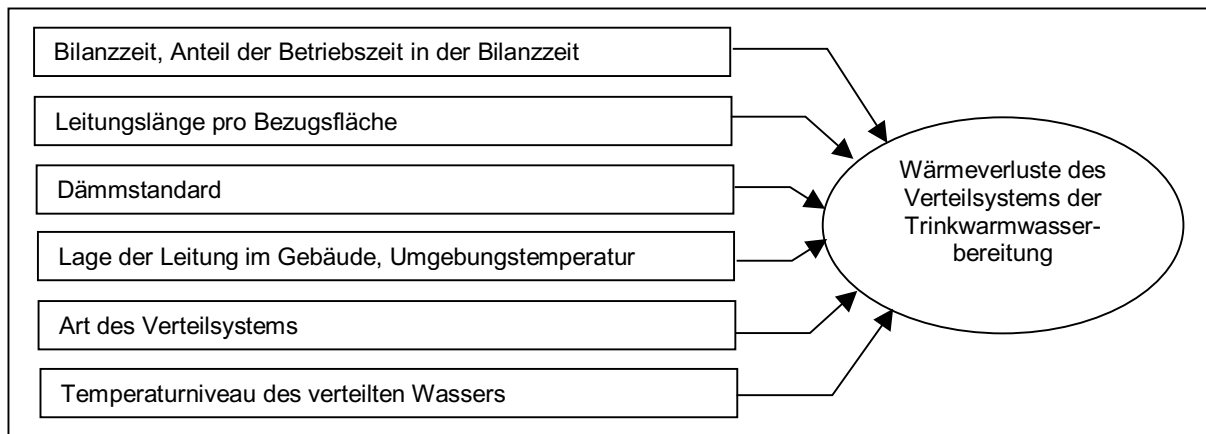 Bilanzzeit, Anteil der Betriebszeit in der Bilanzzeit
Leitungslänge pro Bezugsfläche
Dämmstandard
Lage der Leitung im Gebäude, Umgebungstemperatur
Art des Verteilsystems
Temperaturniveau des verteilten Wassers
Wärmeverluste des
Verteilsystems der
Trinkwarmwasser-
bereitung